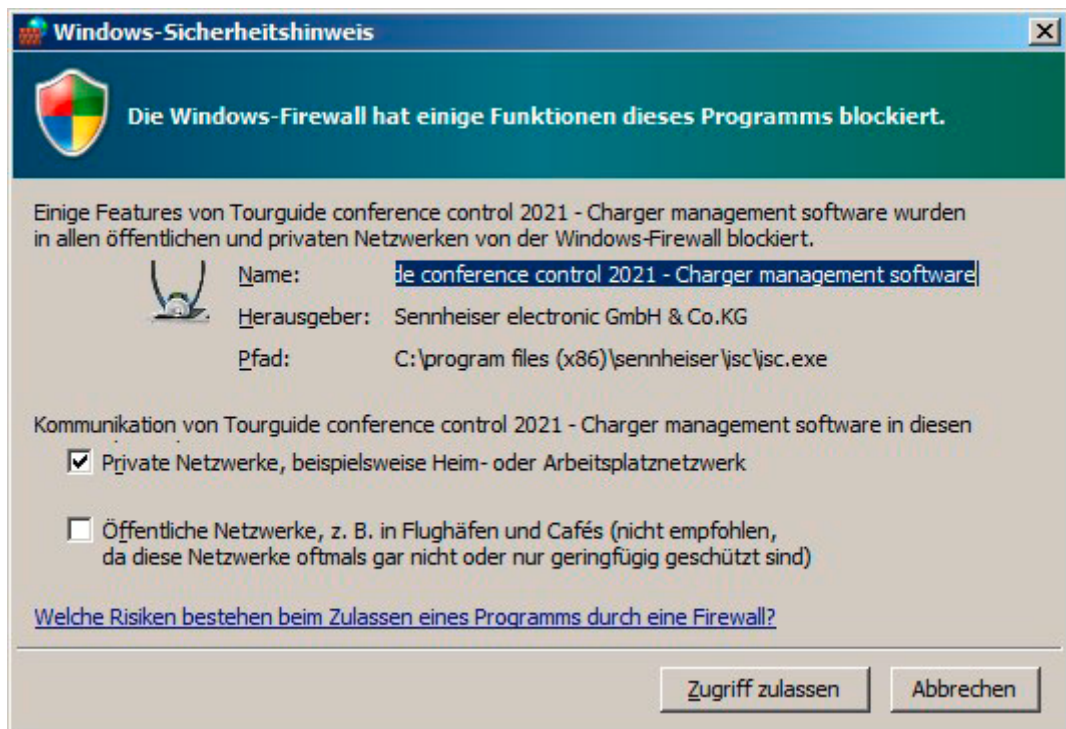 Windows-Sicherheitshinweis
Die Windows-Firewall hat einige Funktionen dieses Programms blockiert.
Einige Features von Tourguide conference control 2021 - Charger management software wurden
in allen öffentlichen und privaten Netzwerken von der Windows-Firewall blockiert.
Name: de conference control 2021 - Charger management software
Herausgeber: Sennheiser electronic GmbH & Co.KG
Pfad: C:\program files (x86)\sennheiser\isc\isc.exe
Kommunikation von Tourguide conference control 2021 - Charger management software in diesen
Private Netzwerke, beispielsweise Heim- oder Arbeitsplatznetzwerk
Öffentliche Netzwerke, z. B. in Flughäfen und Cafés (nicht empfohlen,
da diese Netzwerke oftmals gar nicht oder nur geringfügig geschützt sind)
Welche Risiken bestehen beim Zulassen eines Programms durch eine Firewall?
Zugriff zulassen Abbrechen